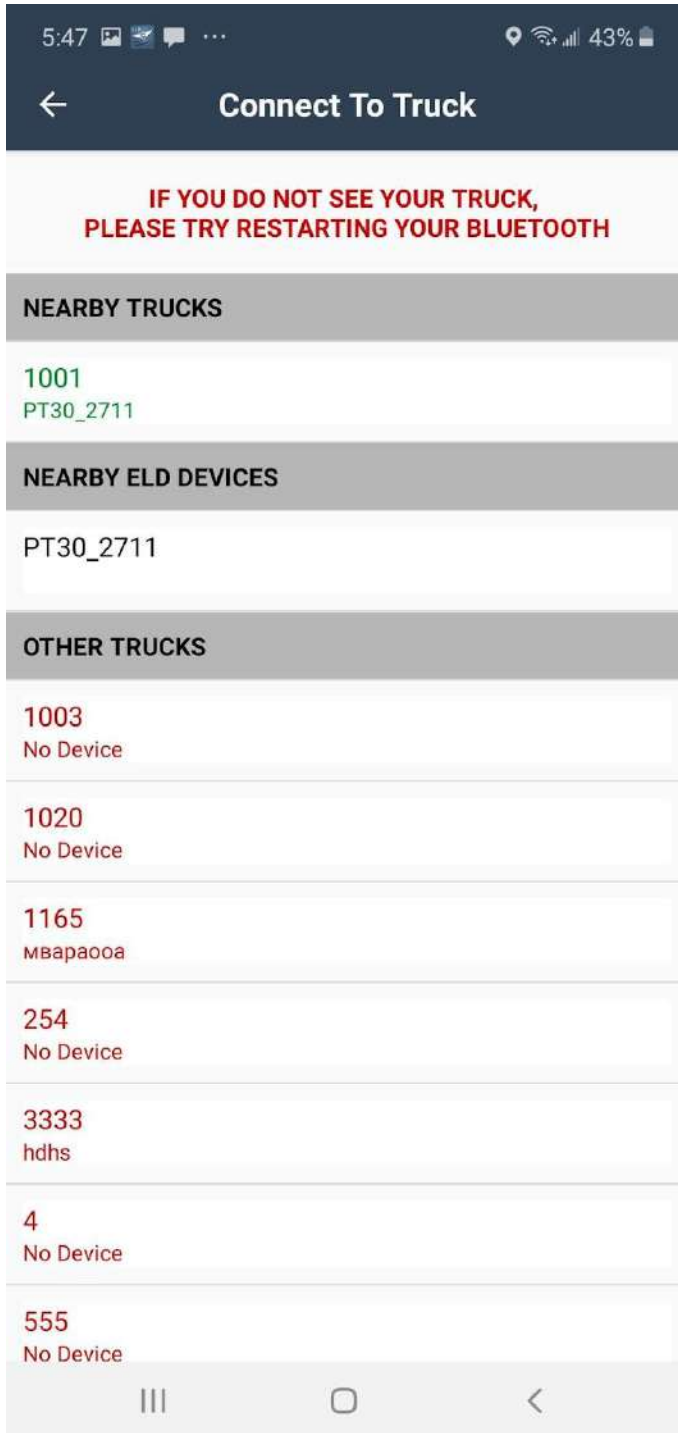 5:47 ... 43%
Connect To Truck
IF YOU DO NOT SEE YOUR TRUCK,
PLEASE TRY RESTARTING YOUR BLUETOOTH
NEARBY TRUCKS
1001
PT30_2711
NEARBY ELD DEVICES
PT30_2711
OTHER TRUCKS
1003
No Device
1020
No Device
1165
мвараооа
254
No Device
3333
hdhs
4
No Device
555
No Device